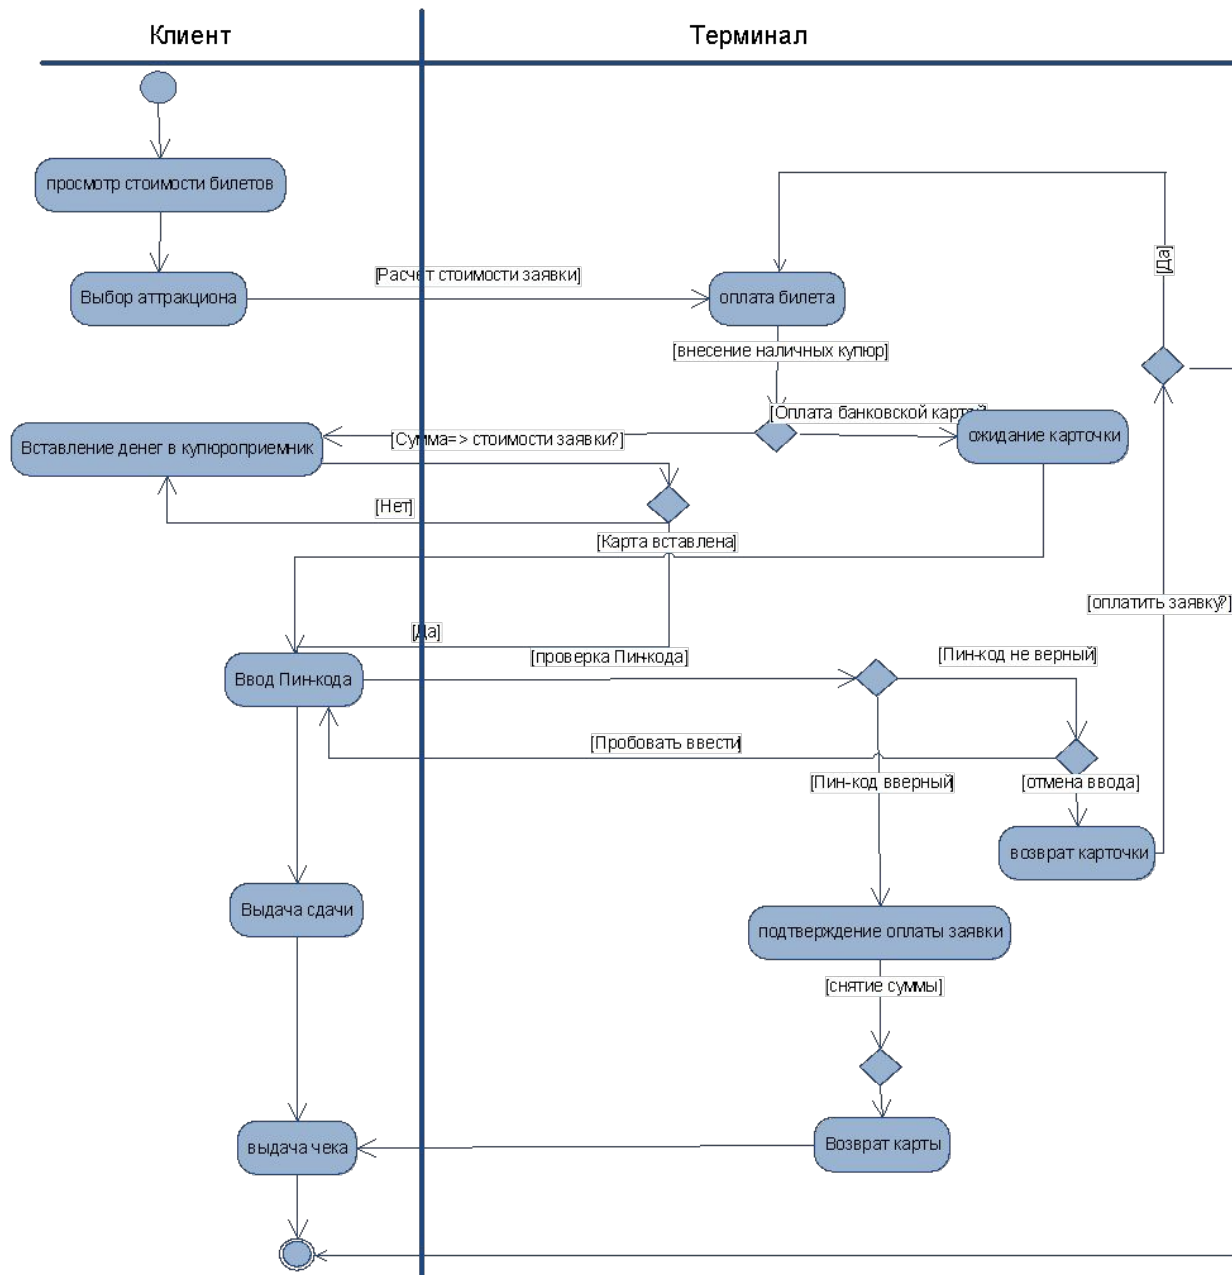 Клиент
Терминал
просмотр стоимости билетов
[Да]
[Расчет стоимости заявки]
Выбор аттракциона
оплата билета
[внесение наличных купюр]
[Оплата банковской картой
[Сумма=> стоимости заявки?]
Вставление денег в купюроприемник
ожидание карточки
[Нет]
[Карта вставлена]
[оплатить заявку?]
[Да]
[проверка Пин-кода]
[Пин-код не верный]
Ввод Пин-кода
[Пробовать ввести]
[Пин-код вверный]
[отмена ввода]
возврат карточки
Выдача сдачи
подтверждение оплаты заявки
[снятие суммы]
выдача чека
Возврат карты